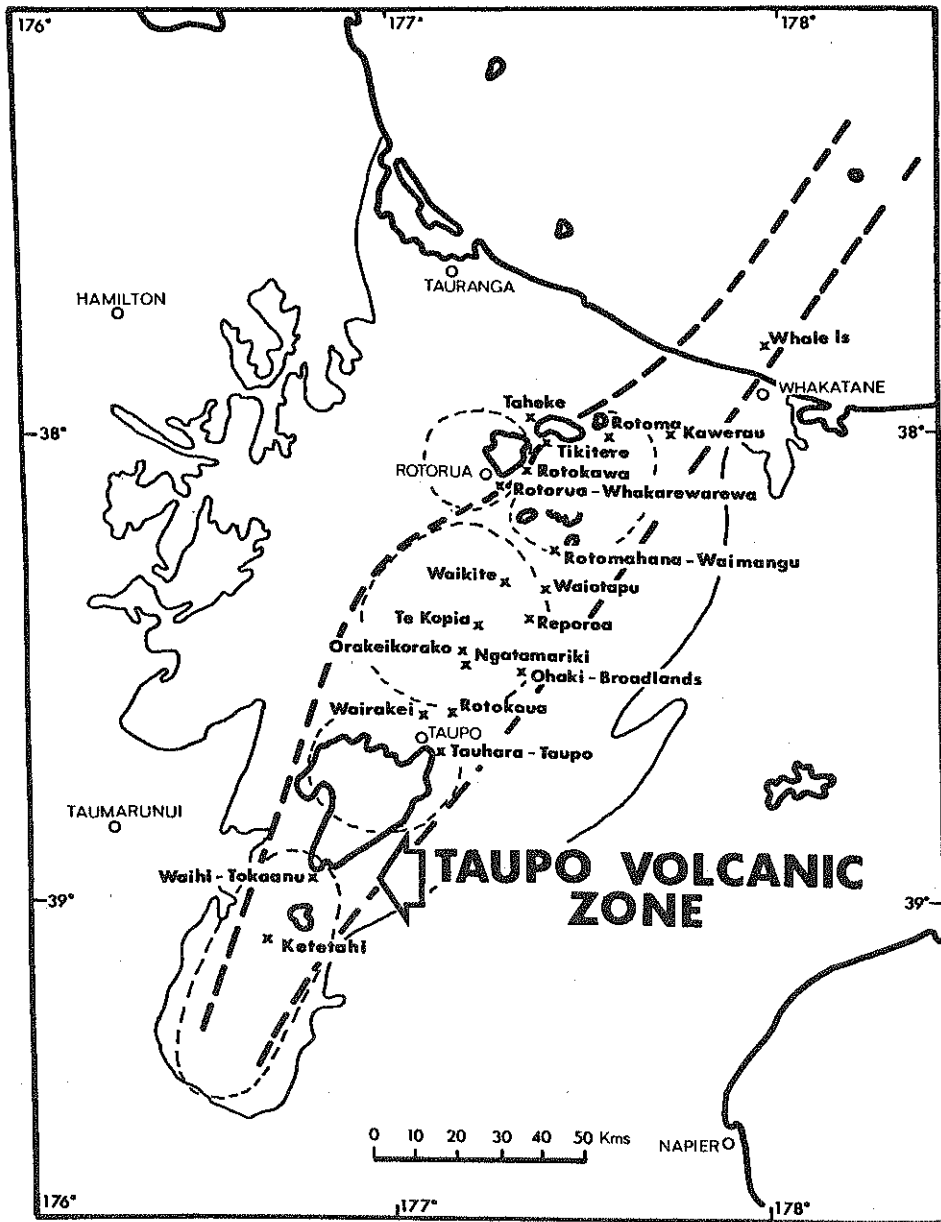 176°
177°
178°
TAURANGA
HAMILTON
Whale Is
WHAKATANE
Taheke
Rotoma
38°
Kawerau
38°
Tikitere
ROTORUA
Rotokawa
Rotorua - Whakarewarewa
Rotomahana - Waimangu
Waikite
Waiotapu
Te Kopia
Reporoa
Orakeikorako
Ngatamariki
Ohaki - Broadlands
Wairakei
Rotokaua
TAUPO
Tauhara - Taupo
TAUMARUNUI
TAUPO VOLCANIC
ZONE
Waihi - Tokaanu
39°
39°
Ketetahi
0 10 20 30 40 50 Kms
NAPIER
176°
177°
178°